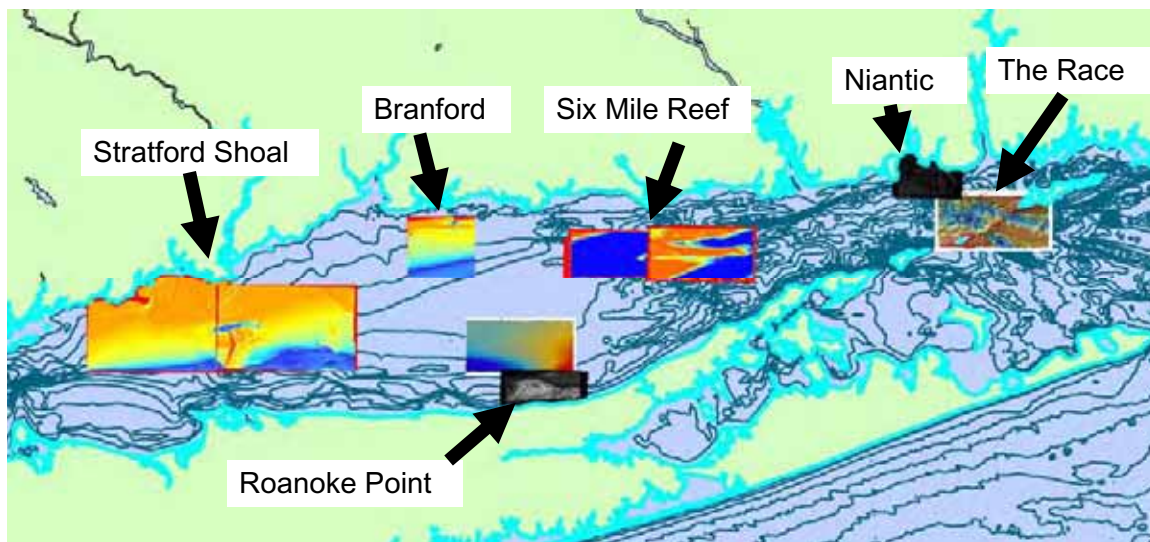 The Race
Niantic
Branford
Six Mile Reef
Stratford Shoal
Roanoke Point